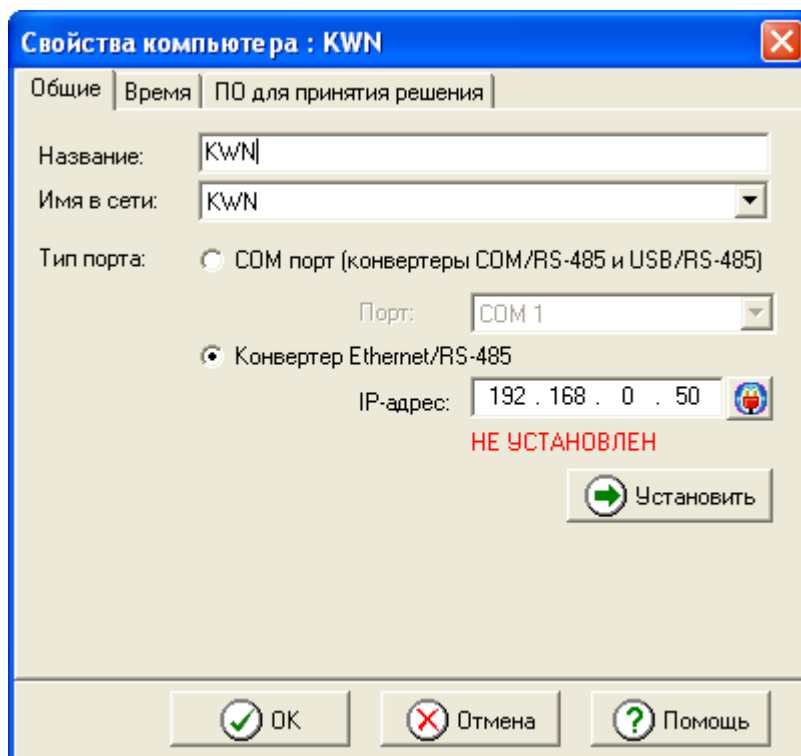 Свойства компьютера : KWN
Общие Время ПО для принятия решения
Название: KWN
Имя в сети: KWN
Тип порта: COM порт (конвертеры COM/RS-485 и USB/RS-485)
Порт: COM 1
Конвертер Ethernet/RS-485
IP-адрес: 192 . 168 . 0 . 50
НЕ УСТАНОВЛЕН
Установить
OK Отмена Помощь